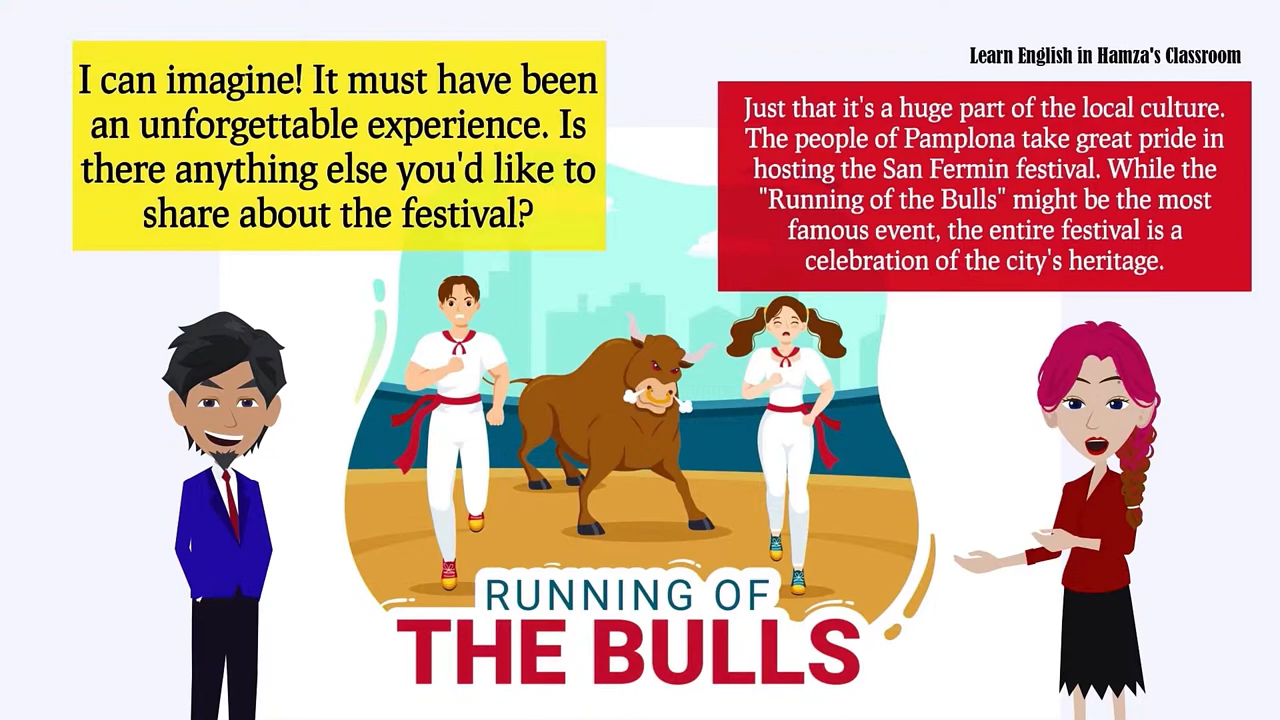 Learn English in Hamza's Classroom
I can imagine! It must have been
an unforgettable experience. Is
there anything else you'd like to
share about the festival?
Just that it's a huge part of the local culture.
The people of Pamplona take great pride in
hosting the San Fermin festival. While the
"Running of the Bulls" might be the most
famous event, the entire festival is a
celebration of the city's heritage.
RUNNING OF
THE BULLS